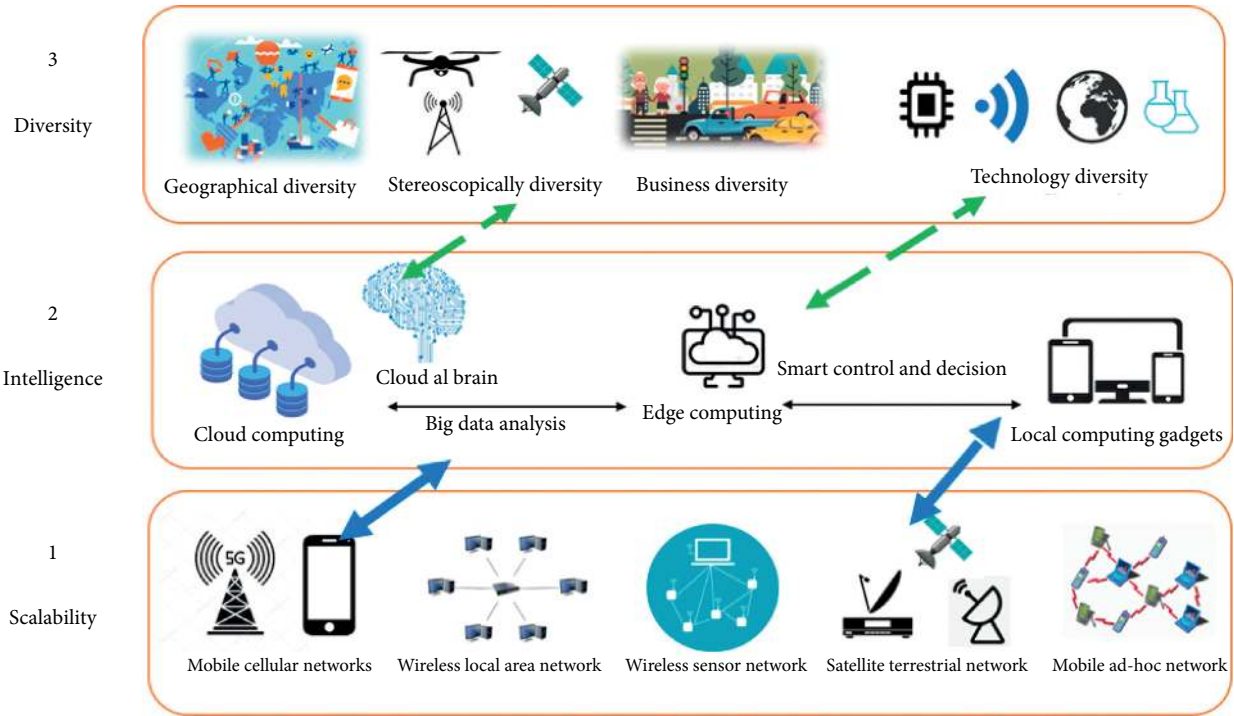 3
Diversity
Geographical diversity
Stereoscopically diversity
Business diversity
Technology diversity
2
Intelligence
Cloud al brain
Cloud computing
Big data analysis
Edge computing
Smart control and decision
Local computing gadgets
1
Scalability
5G
Mobile cellular networks
Wireless local area network
Wireless sensor network
Satellite terrestrial network
Mobile ad-hoc network